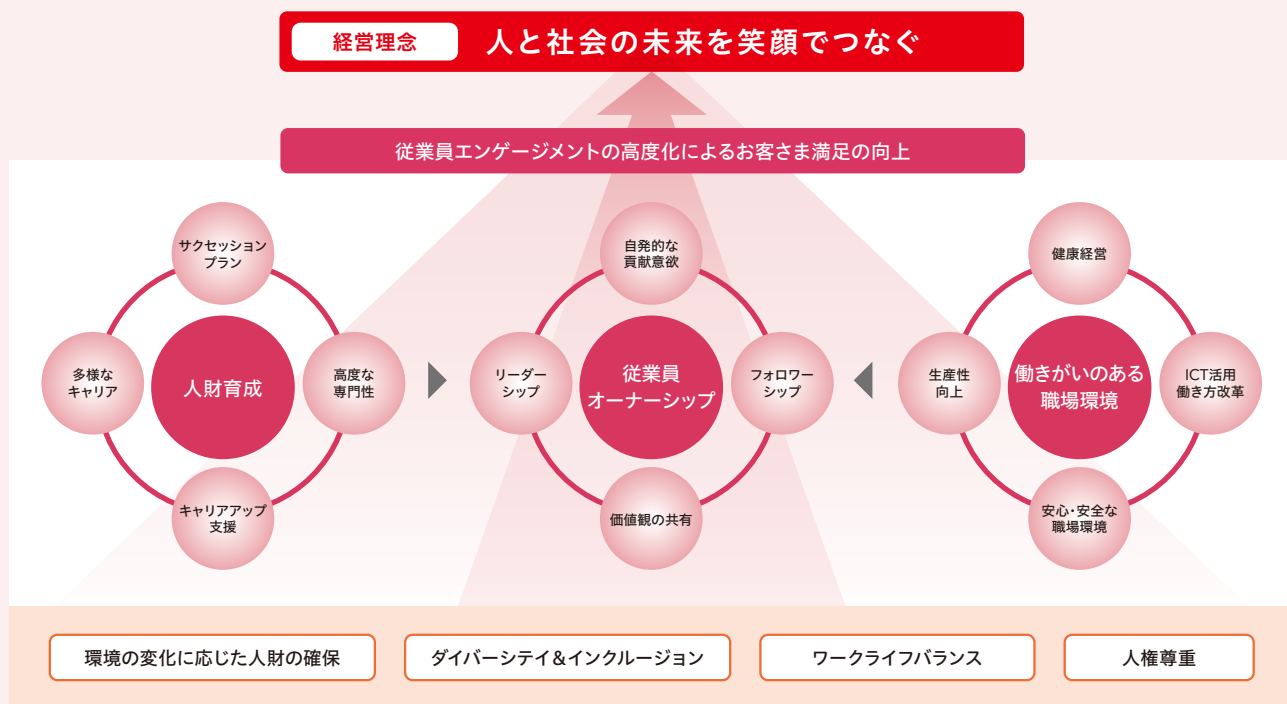 経営理念 人と社会の未来を笑顔でつなぐ
従業員エンゲージメントの高度化によるお客さま満足の向上
サクセッション
プラン
多様な
キャリア
人財育成
高度な
専門性
キャリアアップ
支援
自発的な
貢献意欲
リーダー
シップ
従業員
オーナーシップ
フォロワー
シップ
価値観の共有
健康経営
生産性
向上
働きがいのある
職場環境
ICT活用
働き方改革
安心・安全な
職場環境
環境の変化に応じた人財の確保
ダイバーシテイ&インクルージョン
ワークライフバランス
人権尊重